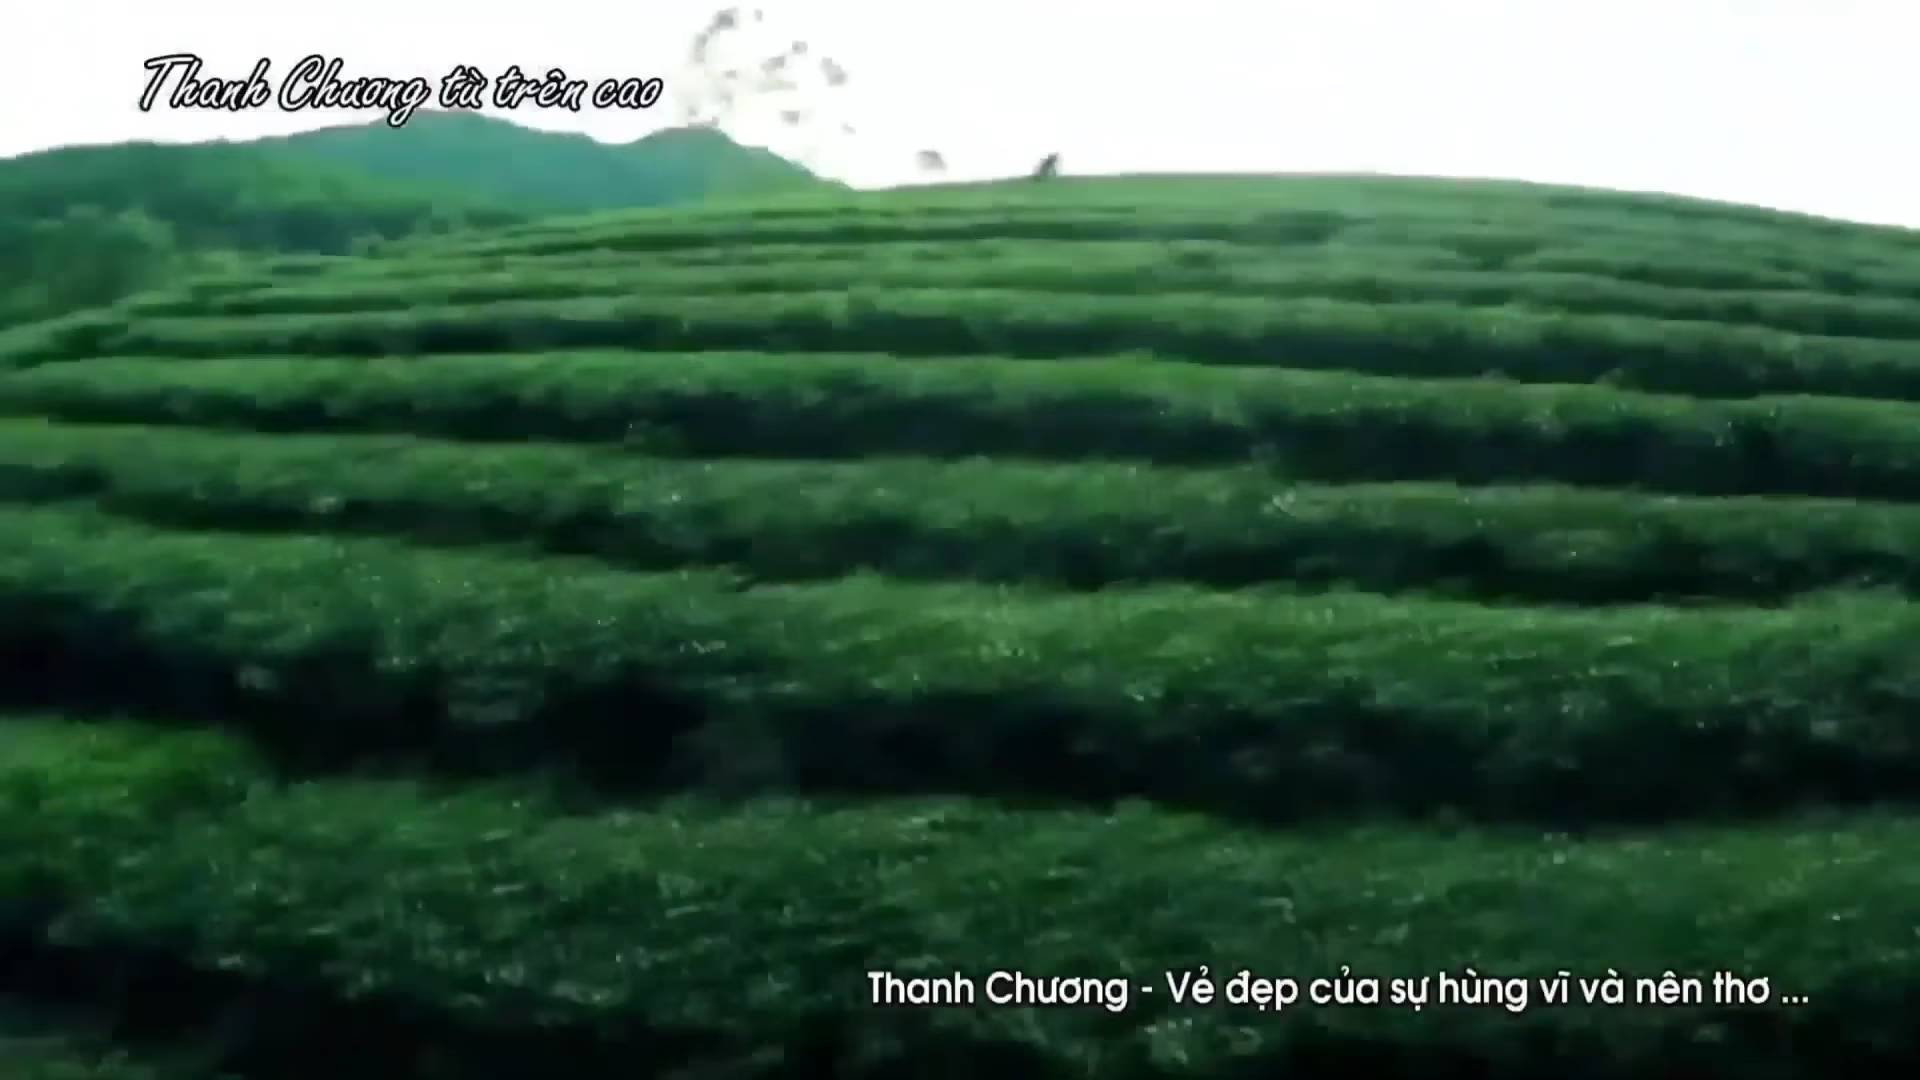 Thanh Chương từ trên cao
Thanh Chương - Vẻ đẹp của sự hùng vĩ và nên thơ ...